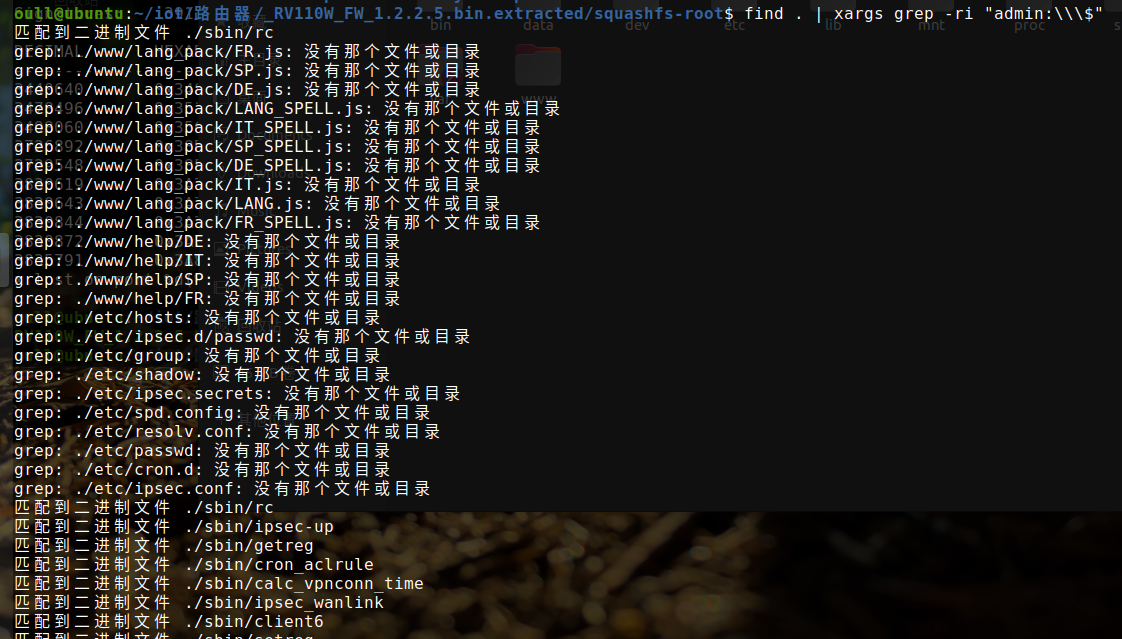 oull@ubuntu:~/iot/路由器/_RV110W_FW_1.2.2.5.bin.extracted/squashfs-root$ find . | xargs grep -ri "admin:\\\$"
匹配到二进制文件 ./sbin/rc
grep: ./www/lang_pack/FR.js: 没有那个文件或目录
grep: ./www/lang_pack/SP.js: 没有那个文件或目录
grep: ./www/lang_pack/DE.js: 没有那个文件或目录
grep: ./www/lang_pack/LANG_SPELL.js: 没有那个文件或目录
grep: ./www/lang_pack/IT_SPELL.js: 没有那个文件或目录
grep: ./www/lang_pack/SP_SPELL.js: 没有那个文件或目录
grep: ./www/lang_pack/DE_SPELL.js: 没有那个文件或目录
grep: ./www/lang_pack/IT.js: 没有那个文件或目录
grep: ./www/lang_pack/LANG.js: 没有那个文件或目录
grep: ./www/lang_pack/FR_SPELL.js: 没有那个文件或目录
grep: ./www/help/DE: 没有那个文件或目录
grep: ./www/help/IT: 没有那个文件或目录
grep: ./www/help/SP: 没有那个文件或目录
grep: ./www/help/FR: 没有那个文件或目录
grep: ./etc/hosts: 没有那个文件或目录
grep: ./etc/ipsec.d/passwd: 没有那个文件或目录
grep: ./etc/group: 没有那个文件或目录
grep: ./etc/shadow: 没有那个文件或目录
grep: ./etc/ipsec.secrets: 没有那个文件或目录
grep: ./etc/spd.config: 没有那个文件或目录
grep: ./etc/resolv.conf: 没有那个文件或目录
grep: ./etc/passwd: 没有那个文件或目录
grep: ./etc/cron.d: 没有那个文件或目录
grep: ./etc/ipsec.conf: 没有那个文件或目录
匹配到二进制文件 ./sbin/rc
匹配到二进制文件 ./sbin/ipsec-up
匹配到二进制文件 ./sbin/getreg
匹配到二进制文件 ./sbin/cron_aclrule
匹配到二进制文件 ./sbin/calc_vpnconn_time
匹配到二进制文件 ./sbin/ipsec_wanlink
匹配到二进制文件 ./sbin/client6